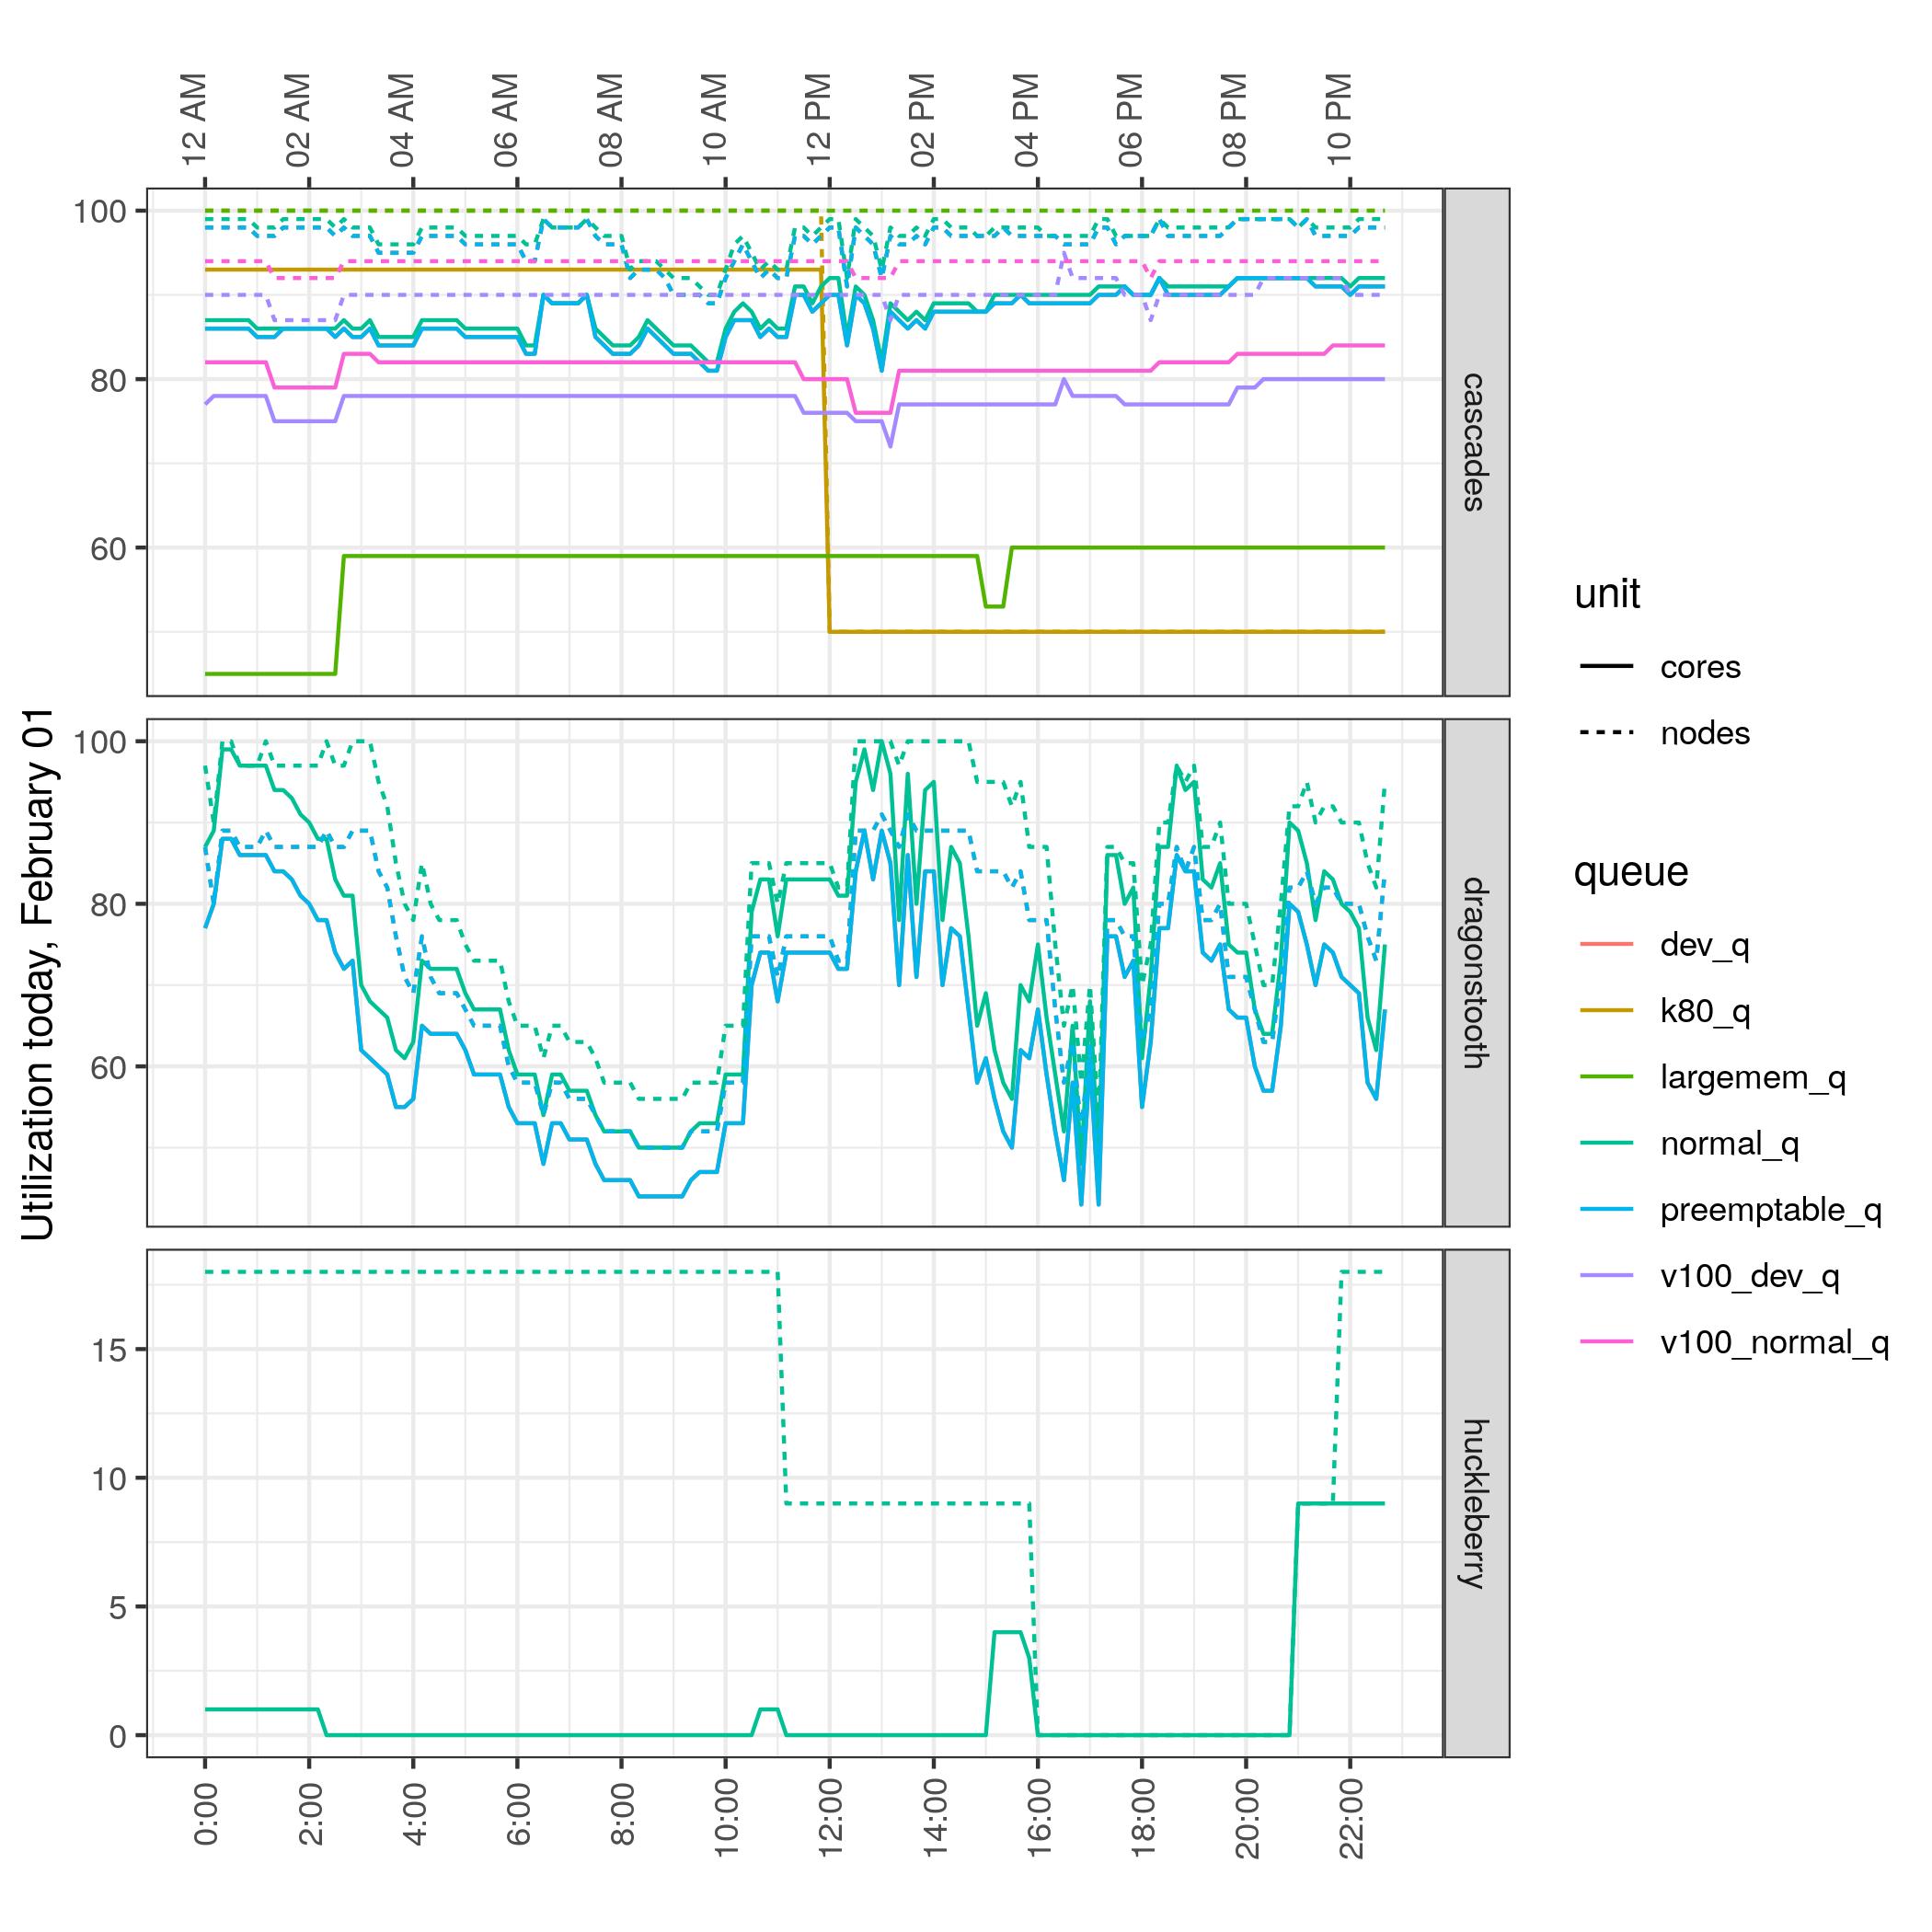 12 AM
02 AM
04 AM
06 AM
08 AM
10 AM
12 PM
02 PM
04 PM
06 PM
08 PM
10 PM
Utilization today, February 01
100
80
60
cascades
100
80
60
dragonstooth
15
10
5
0
huckleberry
0:00
2:00
4:00
6:00
8:00
10:00
12:00
14:00
16:00
18:00
20:00
22:00
unit
cores
nodes
queue
dev_q
k80_q
largemem_q
normal_q
preemptable_q
v100_dev_q
v100_normal_q